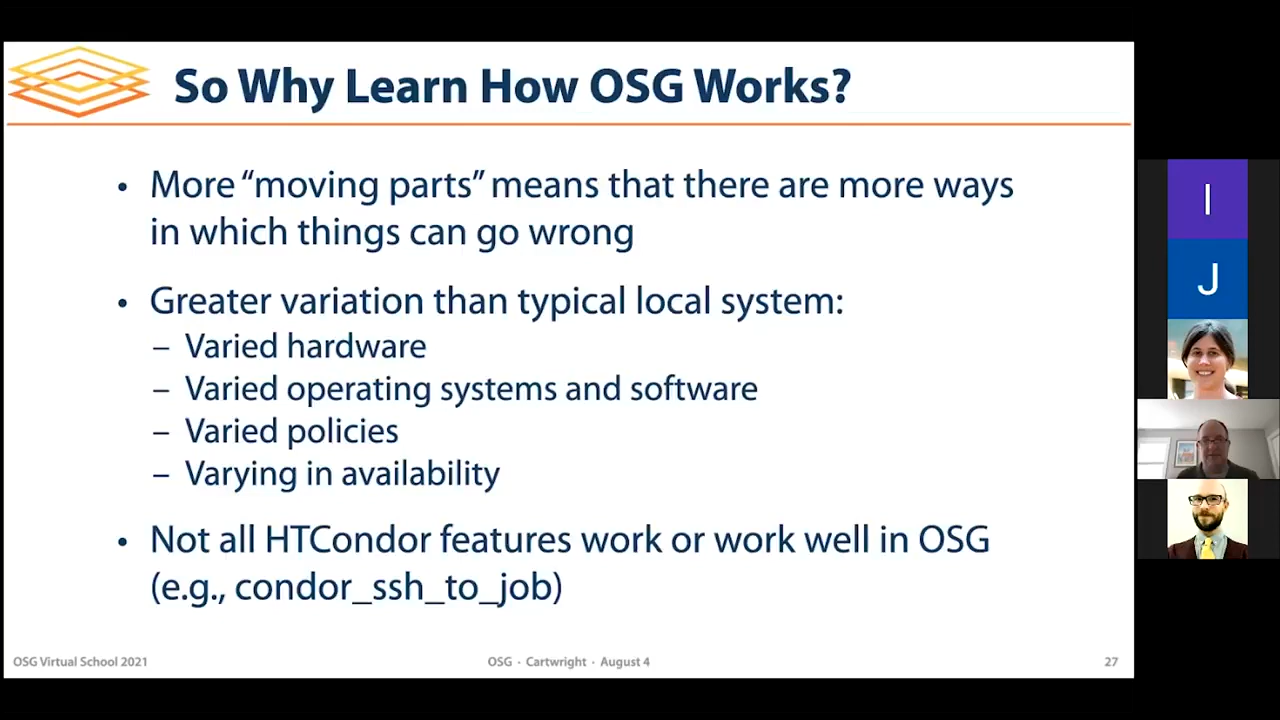 So Why Learn How OSG Works?
• More “moving parts” means that there are more ways
in which things can go wrong
• Greater variation than typical local system:
– Varied hardware
– Varied operating systems and software
– Varied policies
– Varying in availability
• Not all HTCondor features work or work well in OSG
(e.g., condor_ssh_to_job)
OSG Virtual School 2021
OSG · Cartwright · August 4
27
I
J